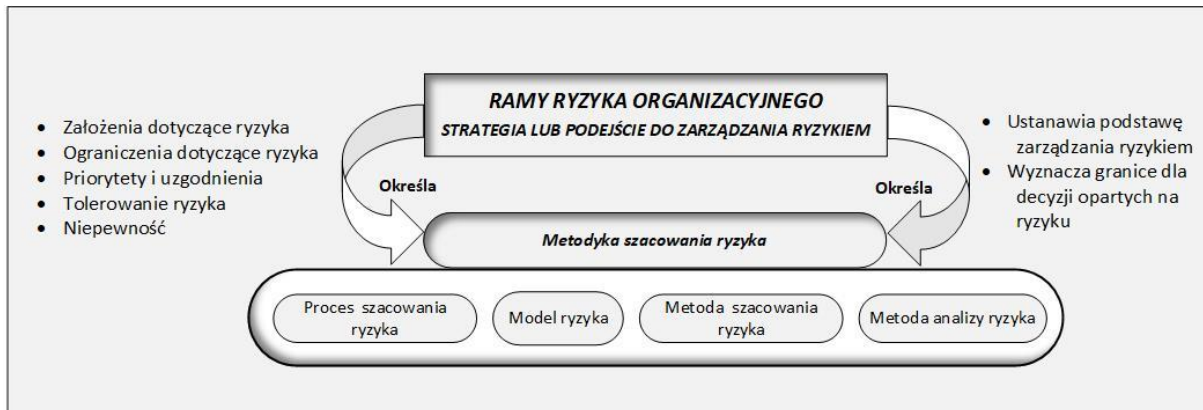 RAMY RYZYKA ORGANIZACYJNEGO
STRATEGIA LUB PODEJŚCIE DO ZARZĄDZANIA RYZYKIEM
• Założenia dotyczące ryzyka
• Ograniczenia dotyczące ryzyka
• Priorytety i uzgodnienia
• Tolerowanie ryzyka
• Niepewność
• Ustanawia podstawę
zarządzania ryzykiem
• Wyznacza granice dla
decyzji opartych na
ryzyku
Określa
Określa
Metodyka szacowania ryzyka
Proces szacowania
ryzyka
Model ryzyka
Metoda szacowania
ryzyka
Metoda analizy ryzyka